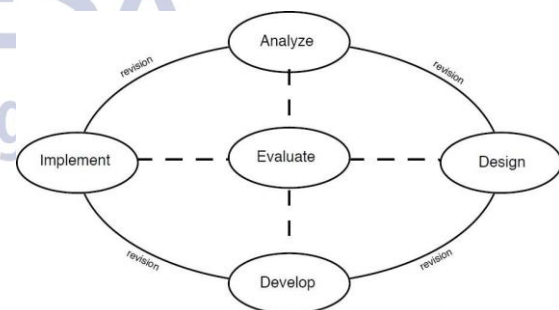 Analyze
revision
revision
Implement
Evaluate
Design
revision
revision
Develop